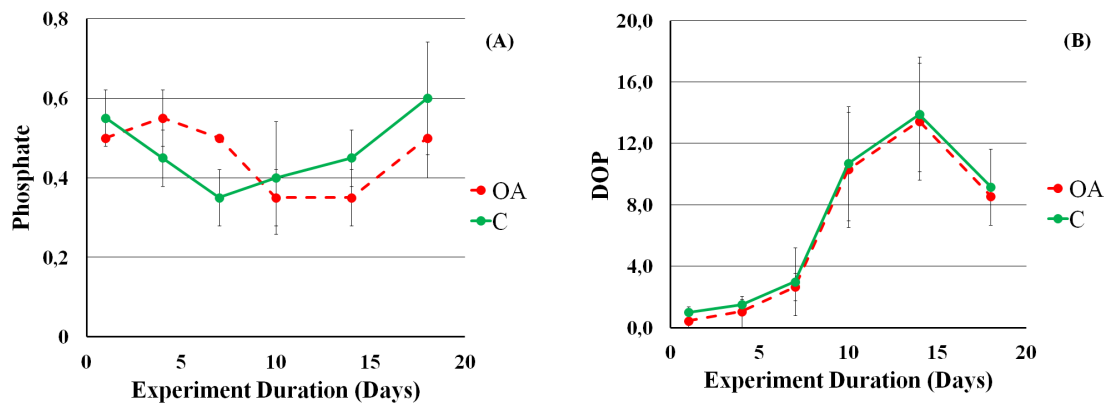 (A)
Phosphate
0,8
0,6
0,4
0,2
0
0 5 10 15 20
Experiment Duration (Days)
OA
C
(B)
DOP
20,0
16,0
12,0
8,0
4,0
0,0
0 5 10 15 20
Experiment Duration (Days)
OA
C